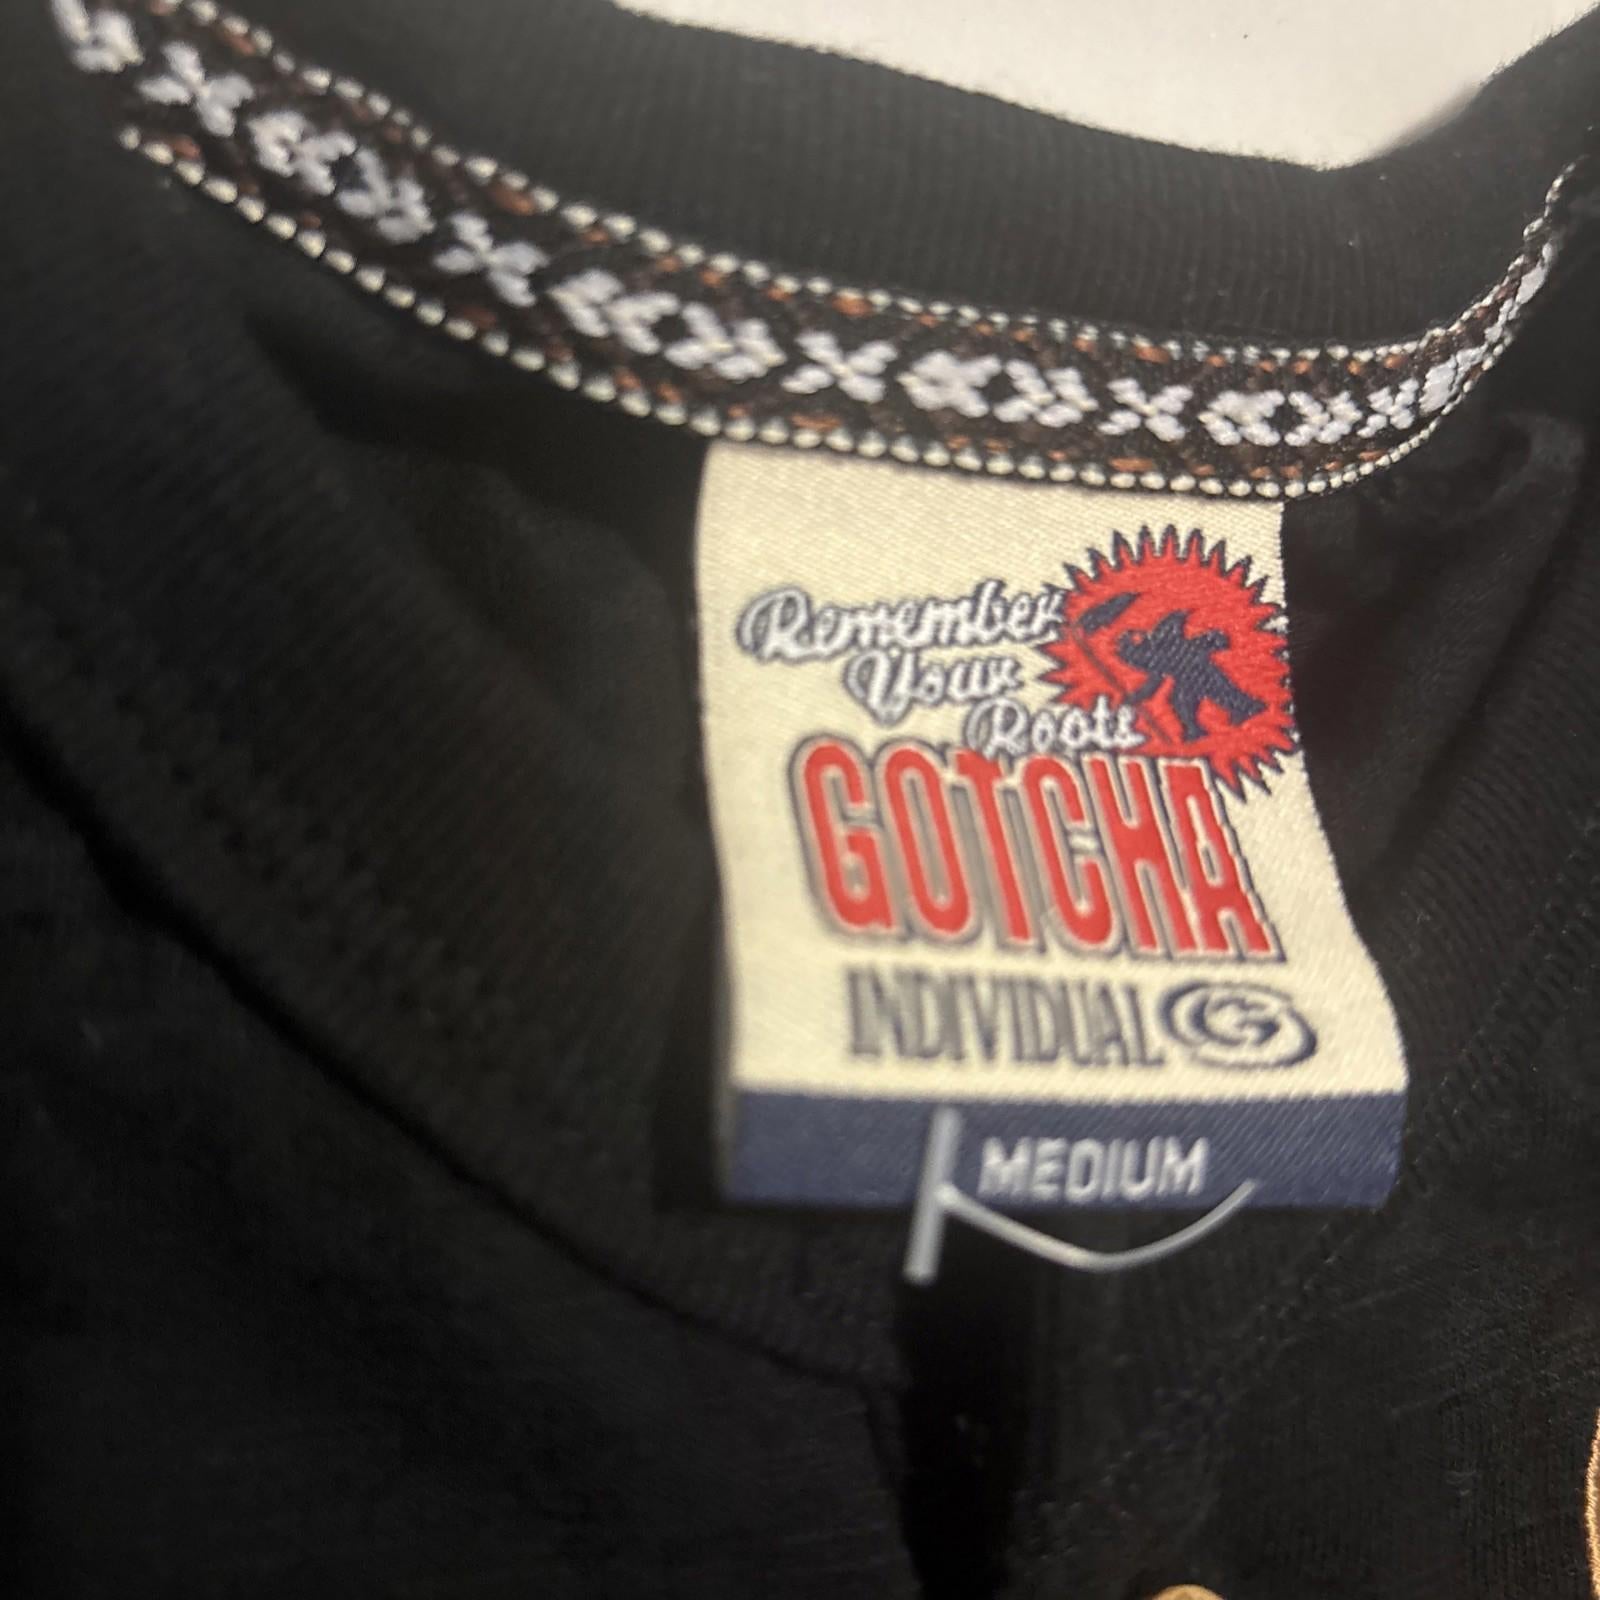 Remember
Your
Roots
GOTCHA
INDIVIDUAL G
MEDIUM